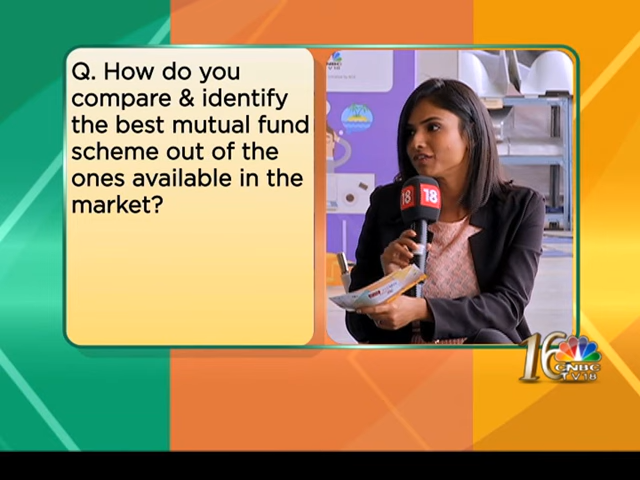 Q. How do you
compare & identify
the best mutual fund
scheme out of the
ones available in the
market?
18 18
16
CNBC
TV18